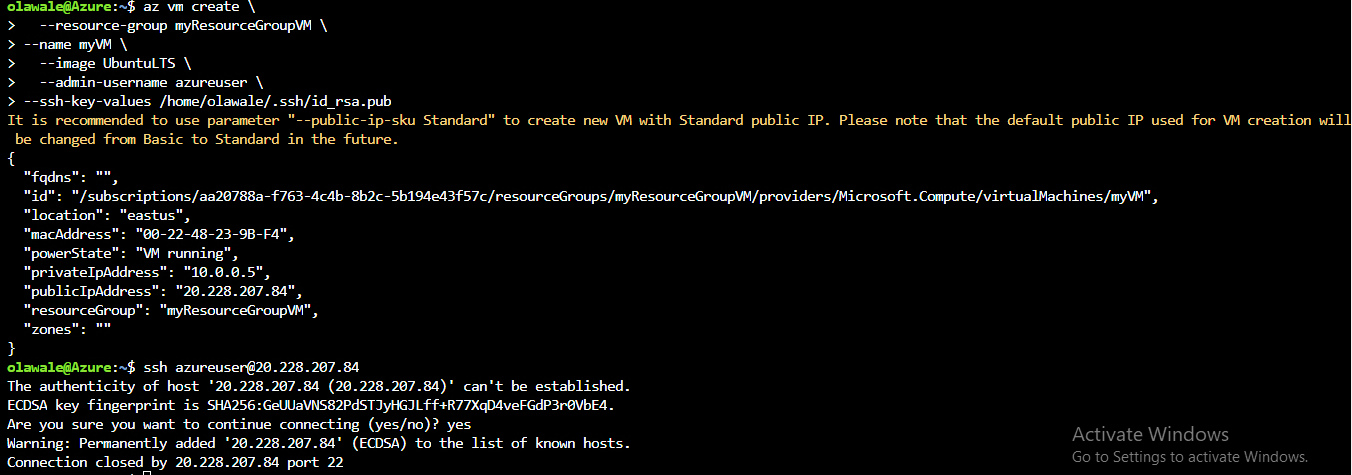 olawale@Azure:~$ az vm create \
>   --resource-group myResourceGroupVM \
> --name myVM \
>   --image UbuntuLTS \
>   --admin-username azureuser \
> --ssh-key-values /home/olawale/.ssh/id_rsa.pub
It is recommended to use parameter "--public-ip-sku Standard" to create new VM with Standard public IP. Please note that the default public IP used for VM creation will
 be changed from Basic to Standard in the future.
{
  "fqdns": "",
  "id": "/subscriptions/aa20788a-f763-4c4b-8b2c-5b194e43f57c/resourceGroups/myResourceGroupVM/providers/Microsoft.Compute/virtualMachines/myVM",
  "location": "eastus",
  "macAddress": "00-22-48-23-9B-F4",
  "powerState": "VM running",
  "privateIpAddress": "10.0.0.5",
  "publicIpAddress": "20.228.207.84",
  "resourceGroup": "myResourceGroupVM",
  "zones": ""
}
olawale@Azure:~$ ssh azureuser@20.228.207.84
The authenticity of host '20.228.207.84 (20.228.207.84)' can't be established.
ECDSA key fingerprint is SHA256:GeUUaVNS82PdSTJyHGJLff+R77XqD4veFGdP3r0VbE4.
Are you sure you want to continue connecting (yes/no)? yes
Warning: Permanently added '20.228.207.84' (ECDSA) to the list of known hosts.
Connection closed by 20.228.207.84 port 22
Activate Windows
Go to Settings to activate Windows.